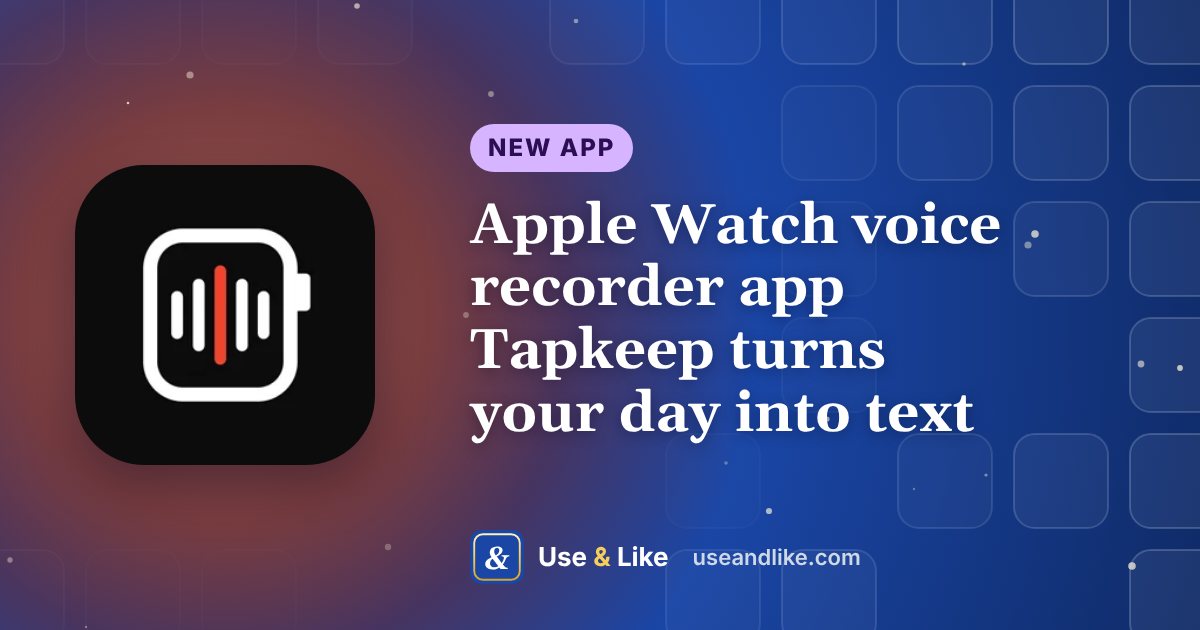 NEW APP
Apple Watch voice
recorder app
Tapkeep turns
your day into text
& Use & Like useandlike.com